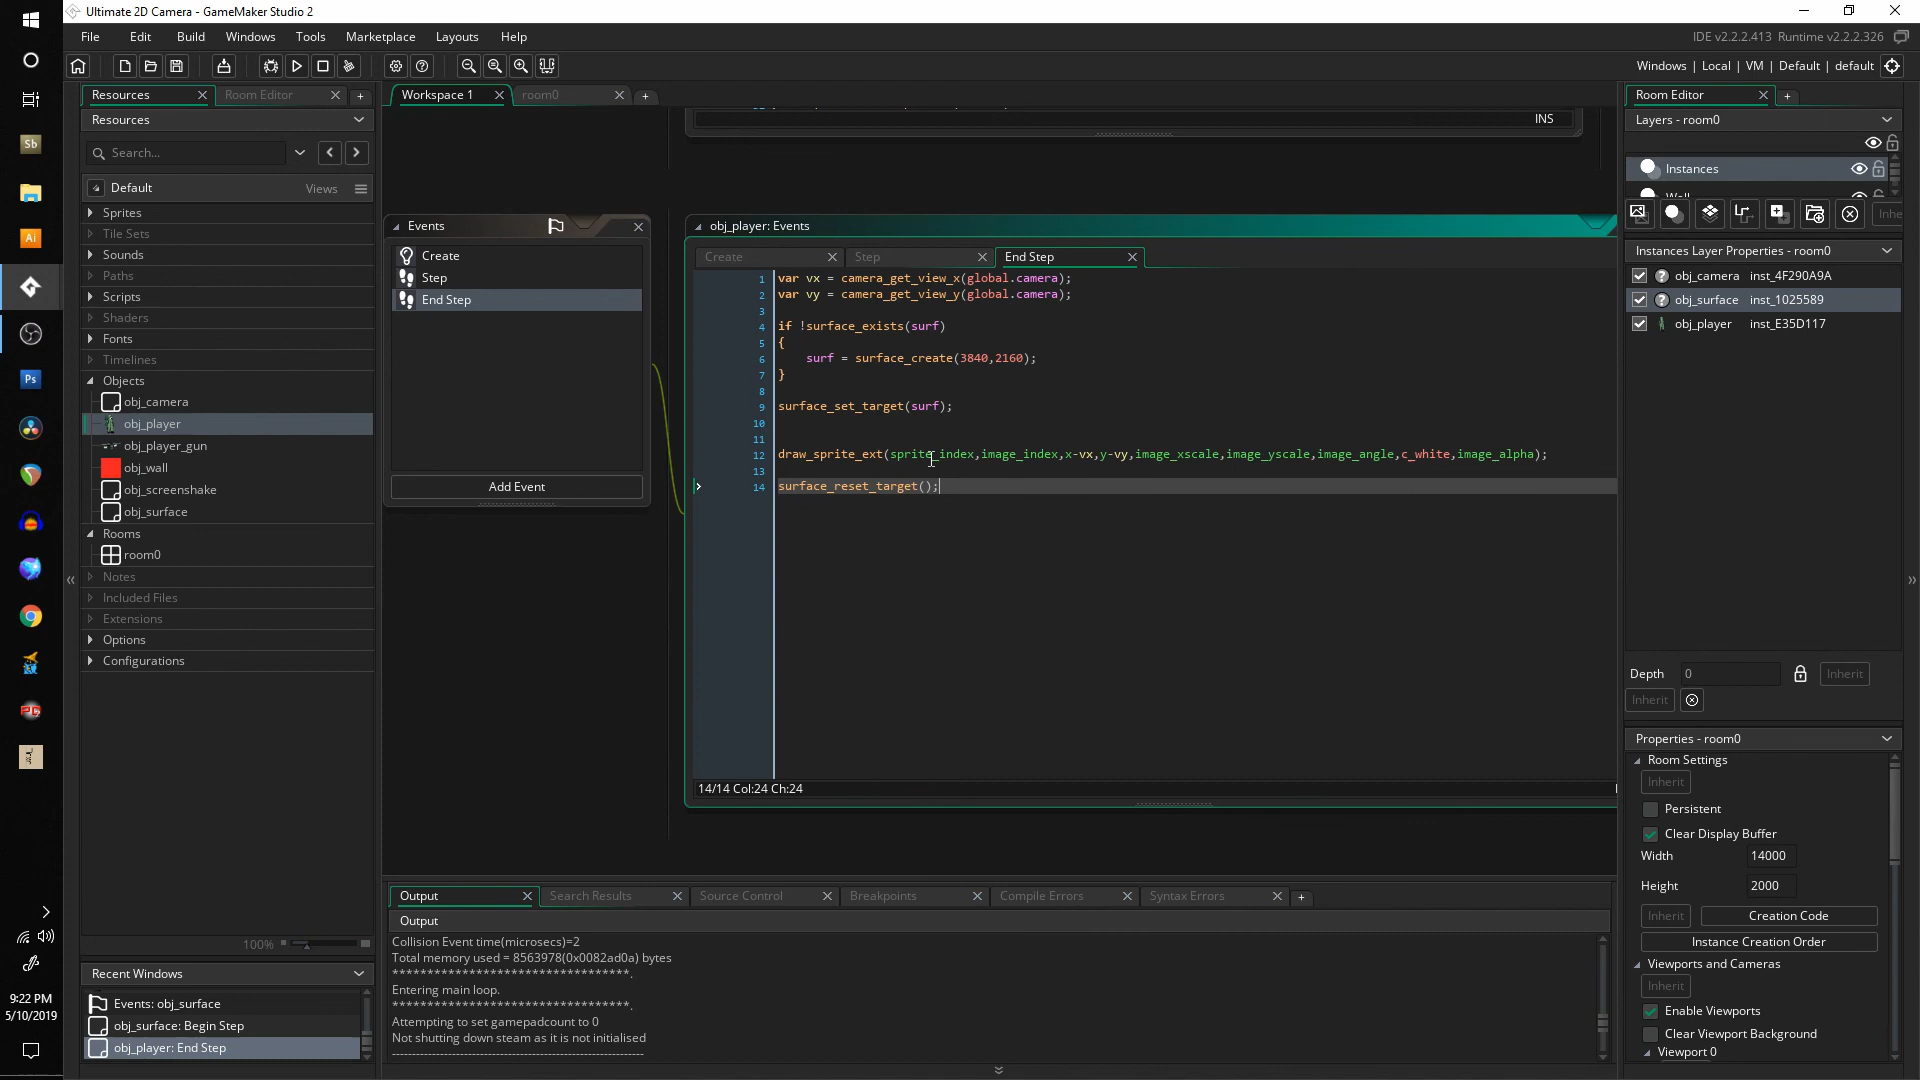 Ultimate 2D Camera - GameMaker Studio 2
File Edit Build Windows Tools Marketplace Layouts Help
IDE v2.2.2.413 Runtime v2.2.2.326
Windows | Local | VM | Default | default
Resources
Room Editor
Resources
Search...
Default
Views
Sprites
Tile Sets
Sounds
Paths
Scripts
Shaders
Fonts
Timelines
Objects
obj_camera
obj_player
obj_player_gun
obj_wall
obj_screenshake
obj_surface
Rooms
room0
Notes
Included Files
Extensions
Options
Configurations
100%
Recent Windows
Events: obj_surface
obj_surface: Begin Step
obj_player: End Step
Sb
Ai
Ps
PG
9:22 PM
5/10/2019
Workspace 1
room0
INS
Events
Create
Step
End Step
Add Event
obj_player: Events
Create
Step
End Step
1 var vx = camera_get_view_x(global.camera);
2 var vy = camera_get_view_y(global.camera);
3
4 if !surface_exists(surf)
5 {
6 surf = surface_create(3840,2160);
7 }
8
9 surface_set_target(surf);
10
11
12 draw_sprite_ext(sprite_index,image_index,x-vx,y-vy,image_xscale,image_yscale,image_angle,c_white,image_alpha);
13
14 surface_reset_target();
14/14 Col:24 Ch:24
Output
Search Results
Source Control
Breakpoints
Compile Errors
Syntax Errors
Output
Collision Event time(microsecs)=2
Total memory used = 8563978(0x0082ad0a) bytes
**********************************.
Entering main loop.
**********************************.
Attempting to set gamepadcount to 0
Not shutting down steam as it is not initialised
------------------------------------------------------
Room Editor
Layers - room0
Instances
Wall
Inhe
Instances Layer Properties - room0
obj_camera inst_4F290A9A
obj_surface inst_1025589
obj_player inst_E35D117
Depth 0 Inherit
Inherit
Properties - room0
Room Settings
Inherit
Persistent
Clear Display Buffer
Width 14000
Height 2000
Inherit Creation Code
Instance Creation Order
Viewports and Cameras
Inherit
Enable Viewports
Clear Viewport Background
Viewport 0